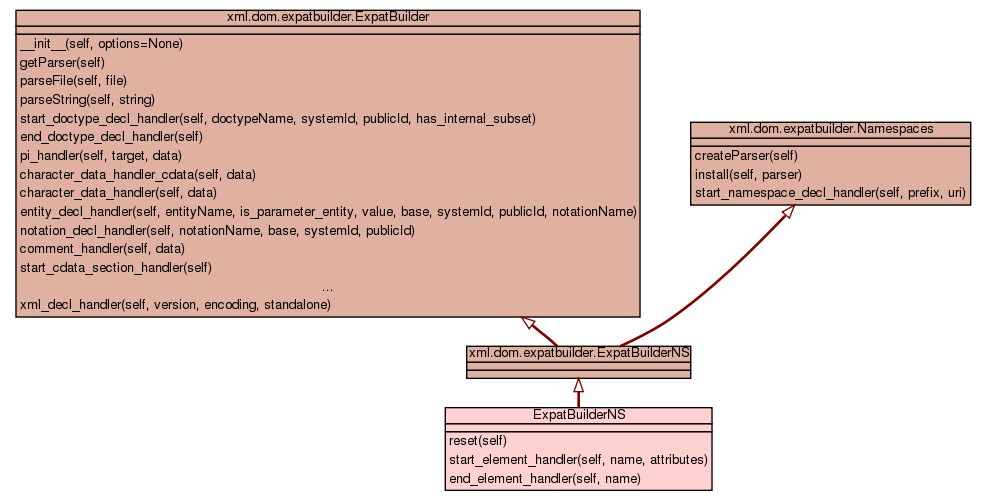 xml.dom.expatbuilder.ExpatBuilder
__init__(self, options=None)
getParser(self)
parseFile(self, file)
parseString(self, string)
start_doctype_decl_handler(self, doctypeName, systemId, publicId, has_internal_subset)
end_doctype_decl_handler(self)
pi_handler(self, target, data)
character_data_handler_cdata(self, data)
character_data_handler(self, data)
entity_decl_handler(self, entityName, is_parameter_entity, value, base, systemId, publicId, notationName)
notation_decl_handler(self, notationName, base, systemId, publicId)
comment_handler(self, data)
start_cdata_section_handler(self)
...
xml_decl_handler(self, version, encoding, standalone)
xml.dom.expatbuilder.Namespaces
createParser(self)
install(self, parser)
start_namespace_decl_handler(self, prefix, uri)
xml.dom.expatbuilder.ExpatBuilderNS
ExpatBuilderNS
reset(self)
start_element_handler(self, name, attributes)
end_element_handler(self, name)